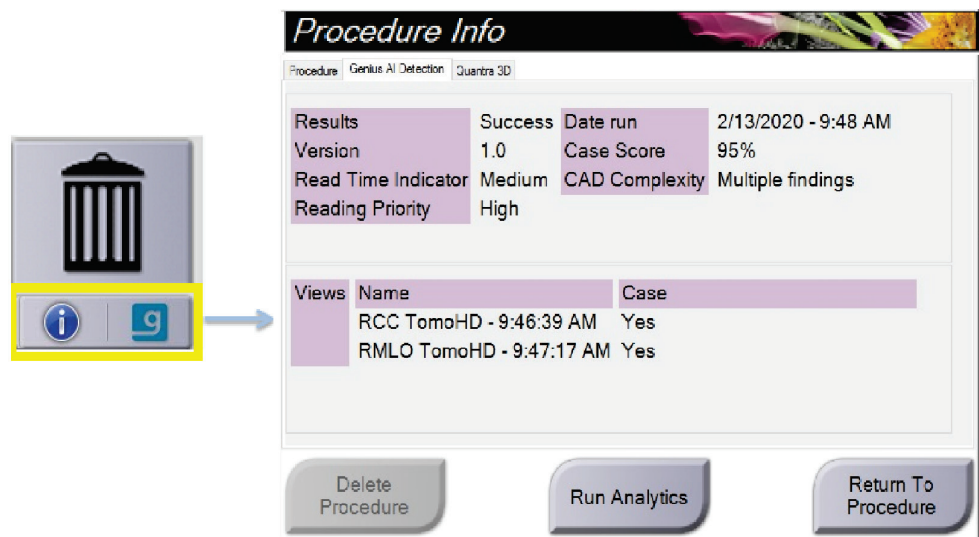 Procedure Info
Procedure Genius AI Detection Quantra 3D
Results Success Date run 2/13/2020 - 9:48 AM
Version 1.0 Case Score 95%
Read Time Indicator Medium CAD Complexity Multiple findings
Reading Priority High
i g
Views Name Case
RCC TomoHD - 9:46:39 AM Yes
RMLO TomoHD - 9:47:17 AM Yes
Delete
Procedure
Run Analytics
Return To
Procedure